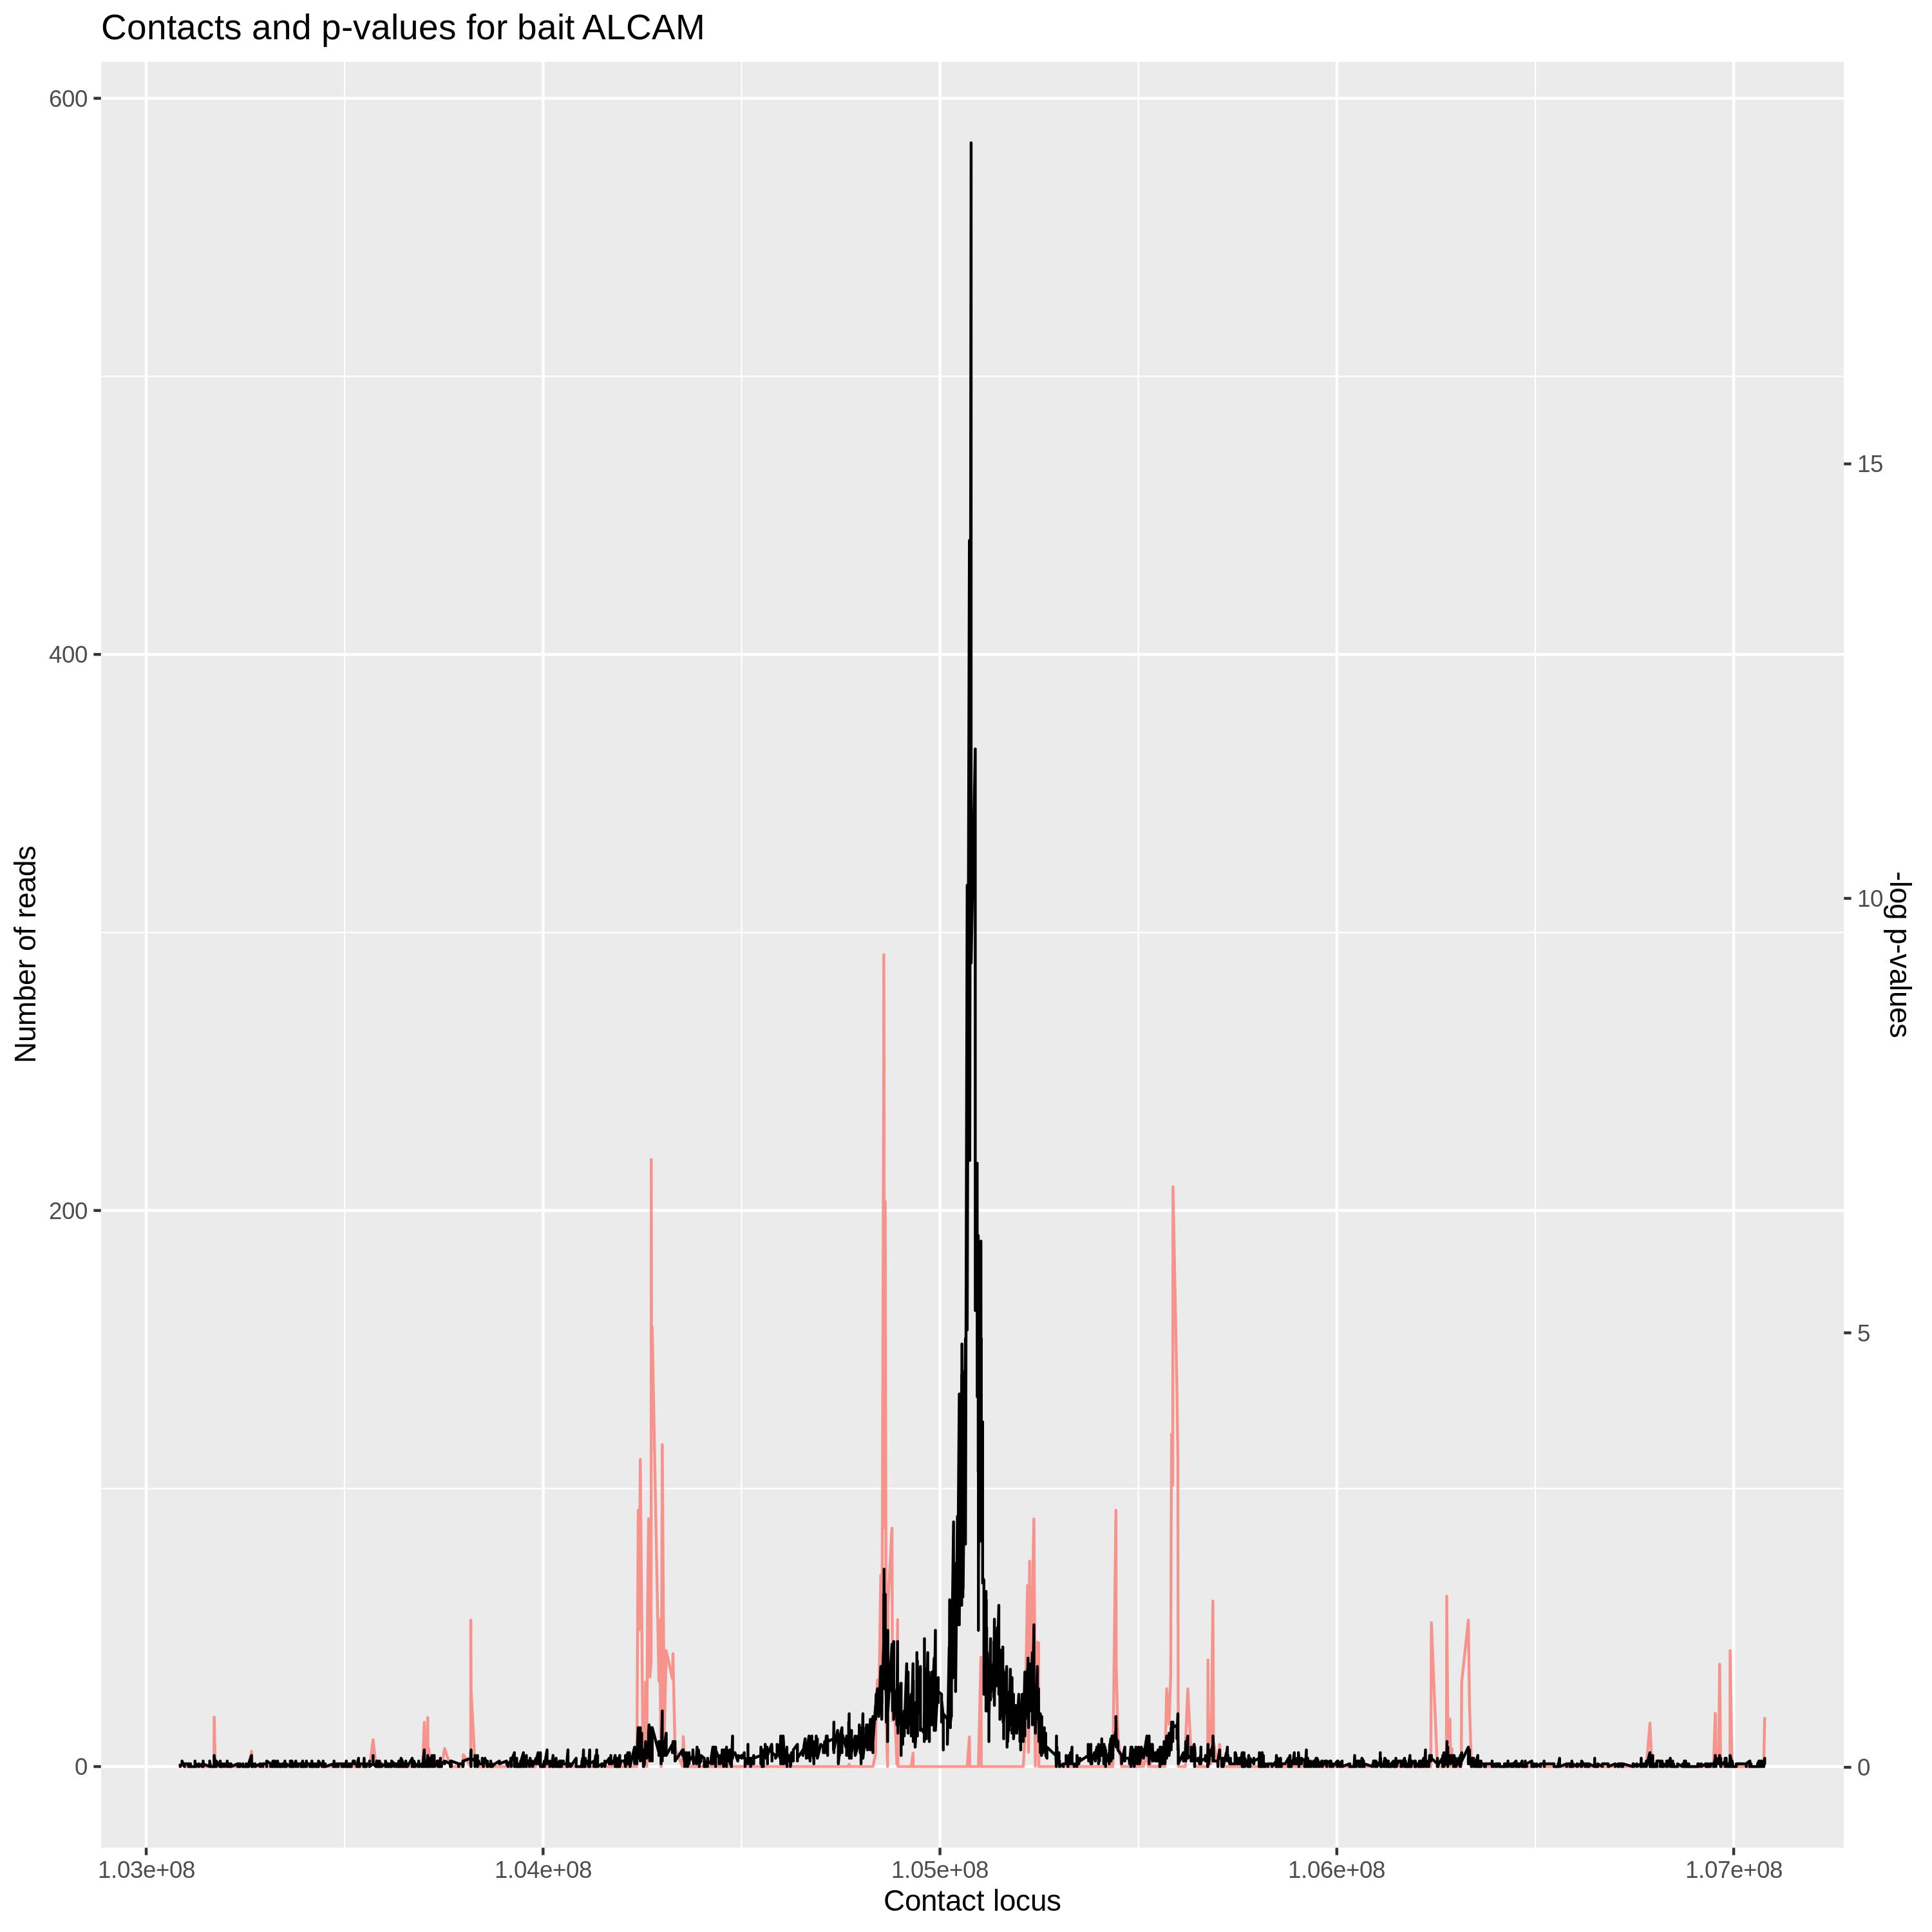 Contacts and p-values for bait ALCAM
600
400
200
0
Number of reads
15
10
5
0
-log p-values
1.03e+08
1.04e+08
1.05e+08
1.06e+08
1.07e+08
Contact locus